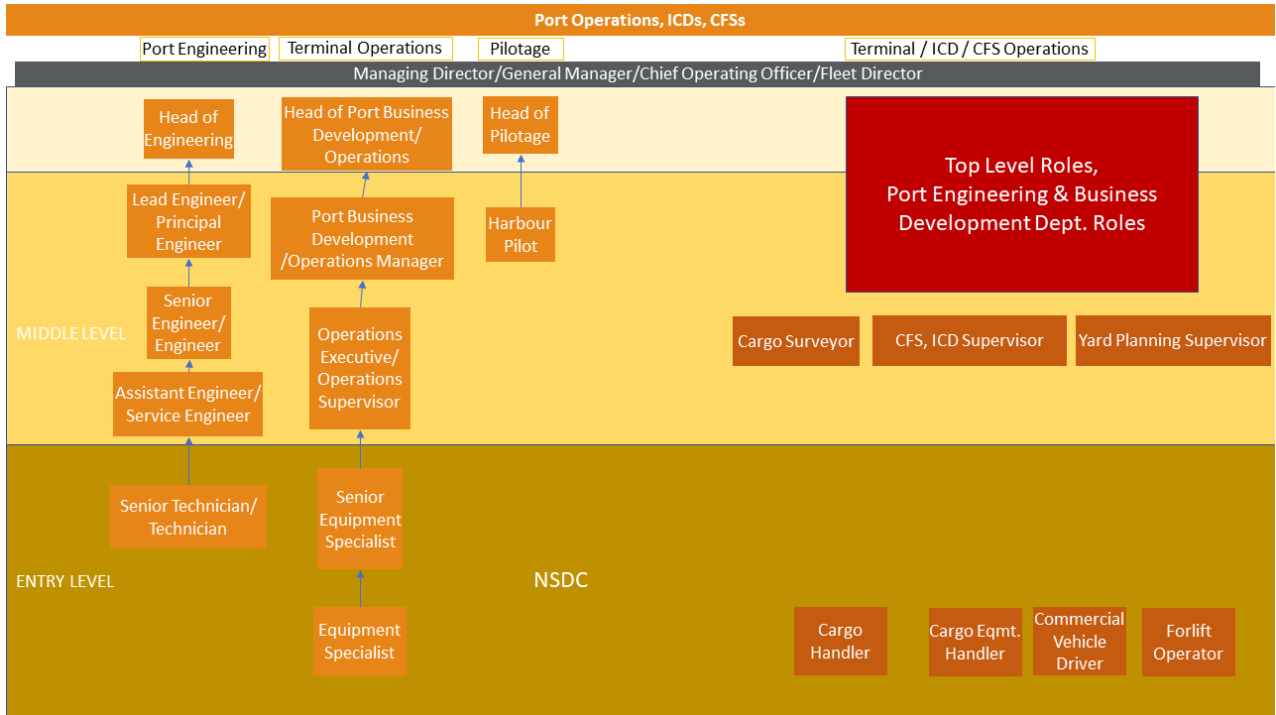 Port Operations, ICDs, CFSs
Port Engineering
Terminal Operations
Pilotage
Terminal / ICD / CFS Operations
Managing Director/General Manager/Chief Operating Officer/Fleet Director
Head of
Engineering
Head of Port Business
Development/
Operations
Head of
Pilotage
Top Level Roles,
Port Engineering & Business
Development Dept. Roles
Lead Engineer/
Principal
Engineer
Port Business
Development
/Operations Manager
Harbour
Pilot
MIDDLE LEVEL
Senior
Engineer/
Engineer
Operations
Executive/
Operations
Supervisor
Cargo Surveyor
CFS, ICD Supervisor
Yard Planning Supervisor
Assistant Engineer/
Service Engineer
Senior Technician/
Technician
Senior
Equipment
Specialist
ENTRY LEVEL
NSDC
Equipment
Specialist
Cargo
Handler
Cargo Eqmt.
Handler
Commercial
Vehicle
Driver
Forlift
Operator